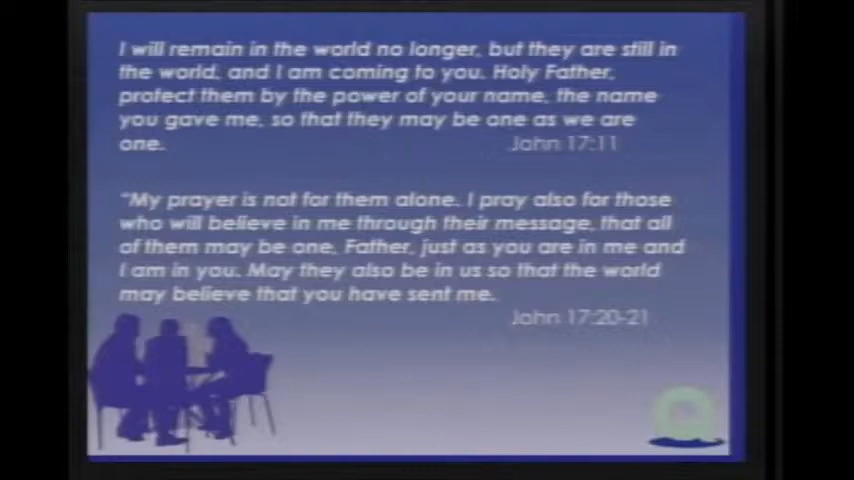 I will remain in the world no longer, but they are still in
the world, and I am coming to you. Holy Father,
protect them by the power of your name, the name
you gave me, so that they may be one as we are
one. John 17:11
"My prayer is not for them alone. I pray also for those
who will believe in me through their message, that all
of them may be one, Father, just as you are in me and
I am in you. May they also be in us so that the world
may believe that you have sent me.
John 17:20-21